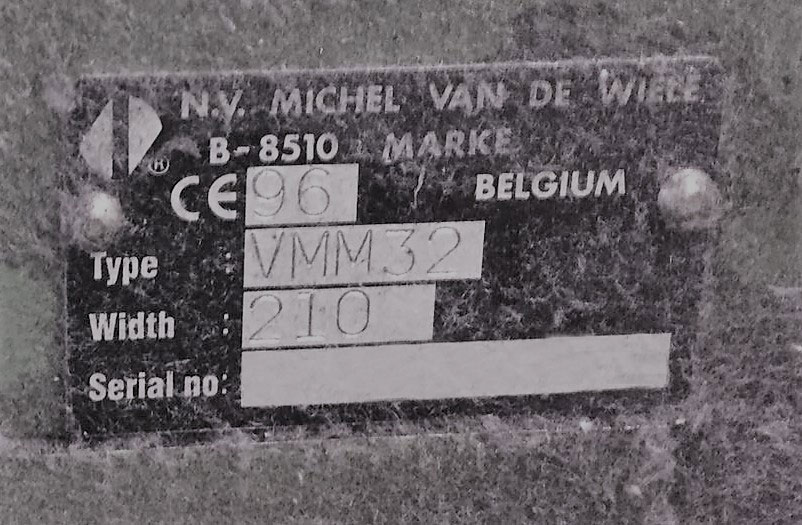 N.V. MICHEL VAN DE WIELE
B-8510 MARKE
CE 96 BELGIUM
Type : VMM32
Width : 210
Serial no: